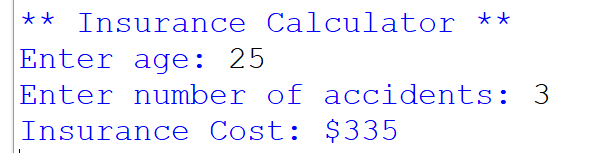 ** Insurance Calculator **
Enter age: 25
Enter number of accidents: 3
Insurance Cost: $335